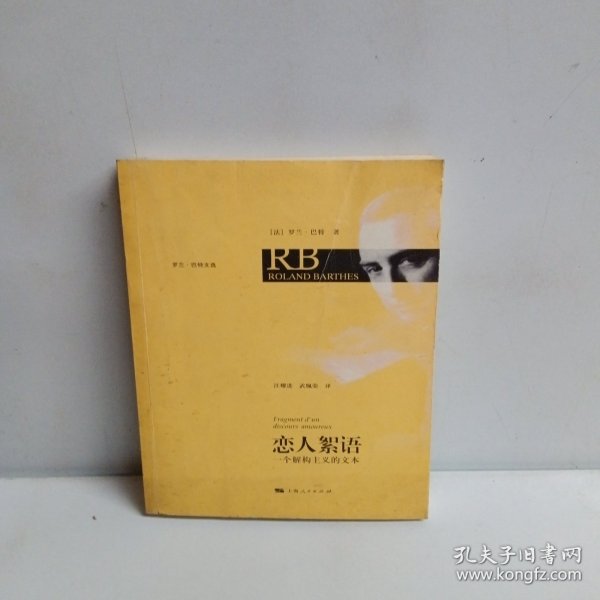 [法] 罗兰·巴特 著
RB
ROLAND BARTHES
罗兰·巴特文选
汪耀进 武佩荣 译
Fragment d'un
discours amoureux
恋人絮语
一个解构主义的文本
上海人民出版社
孔夫子旧书网
www.kongfz.com